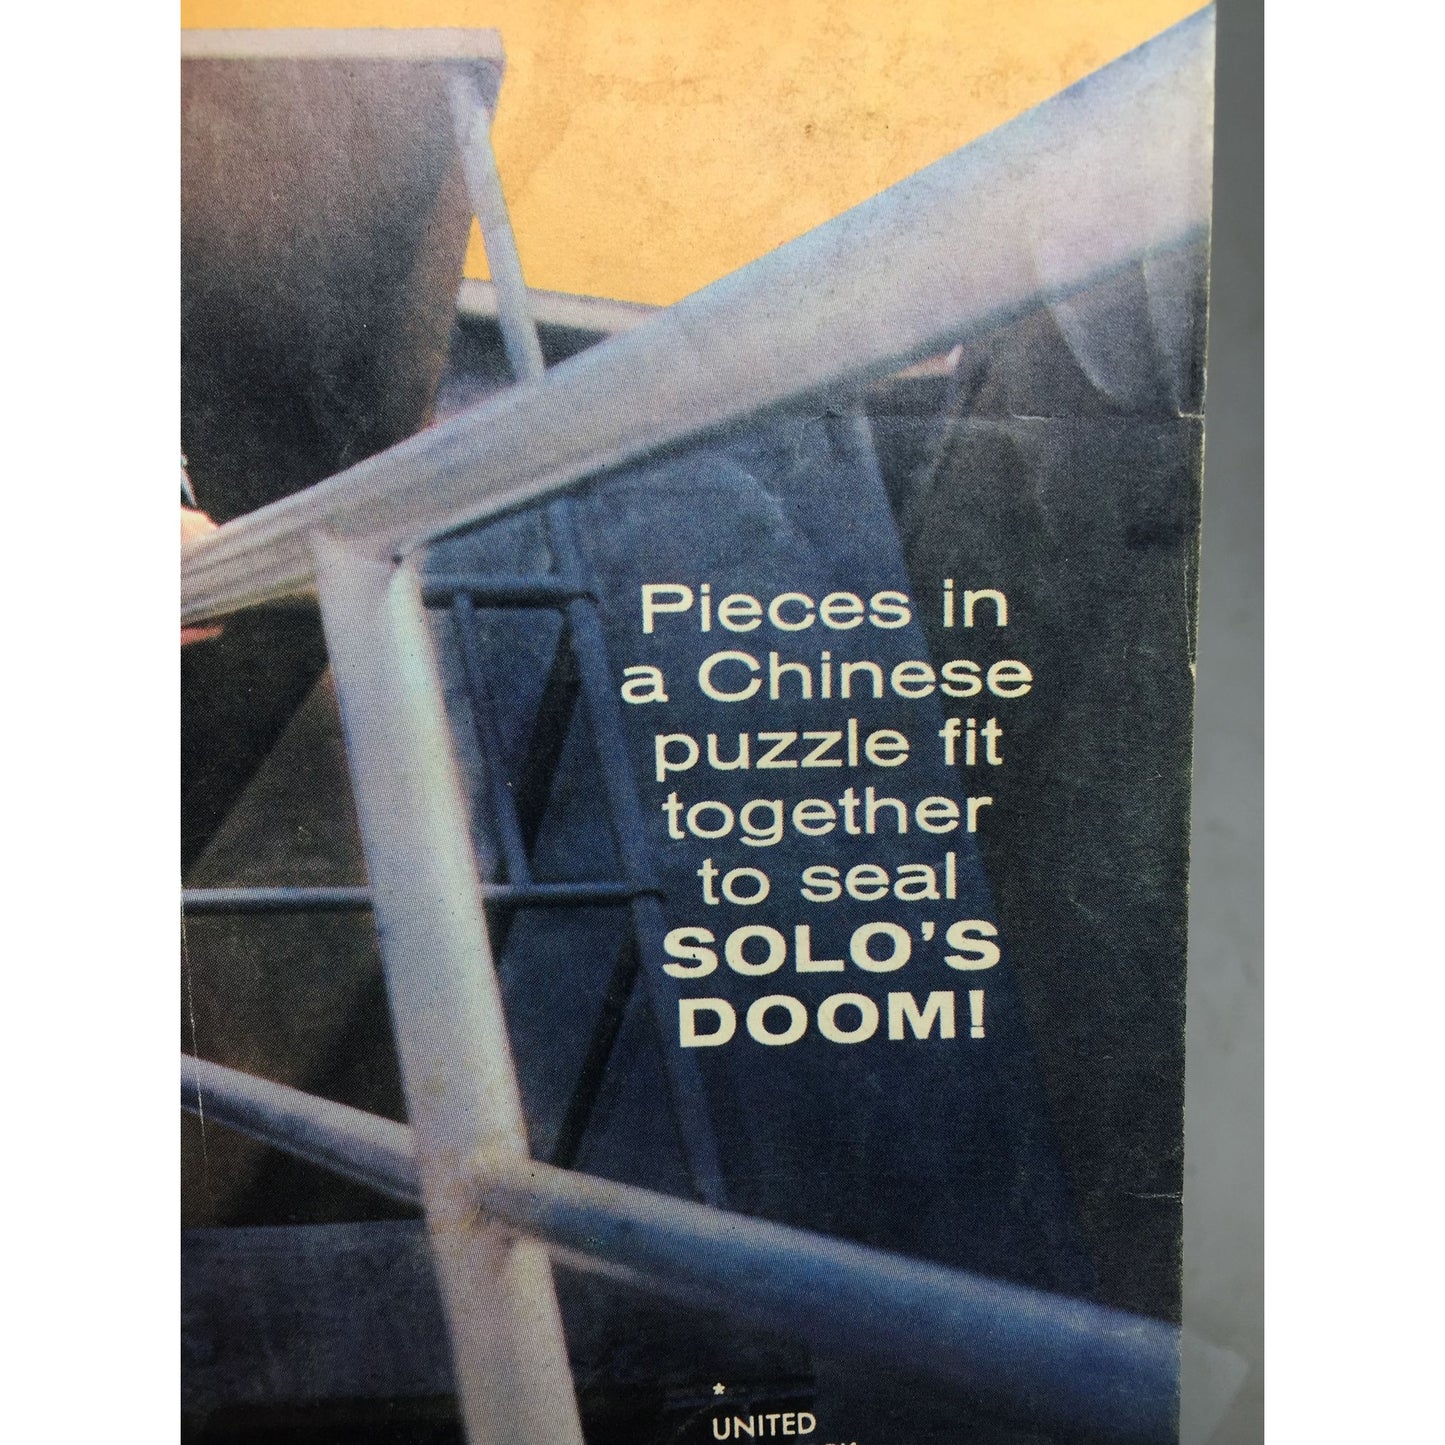 Pieces in
a Chinese
puzzle fit
together
to seal
SOLO'S
DOOM!
*
UNITED